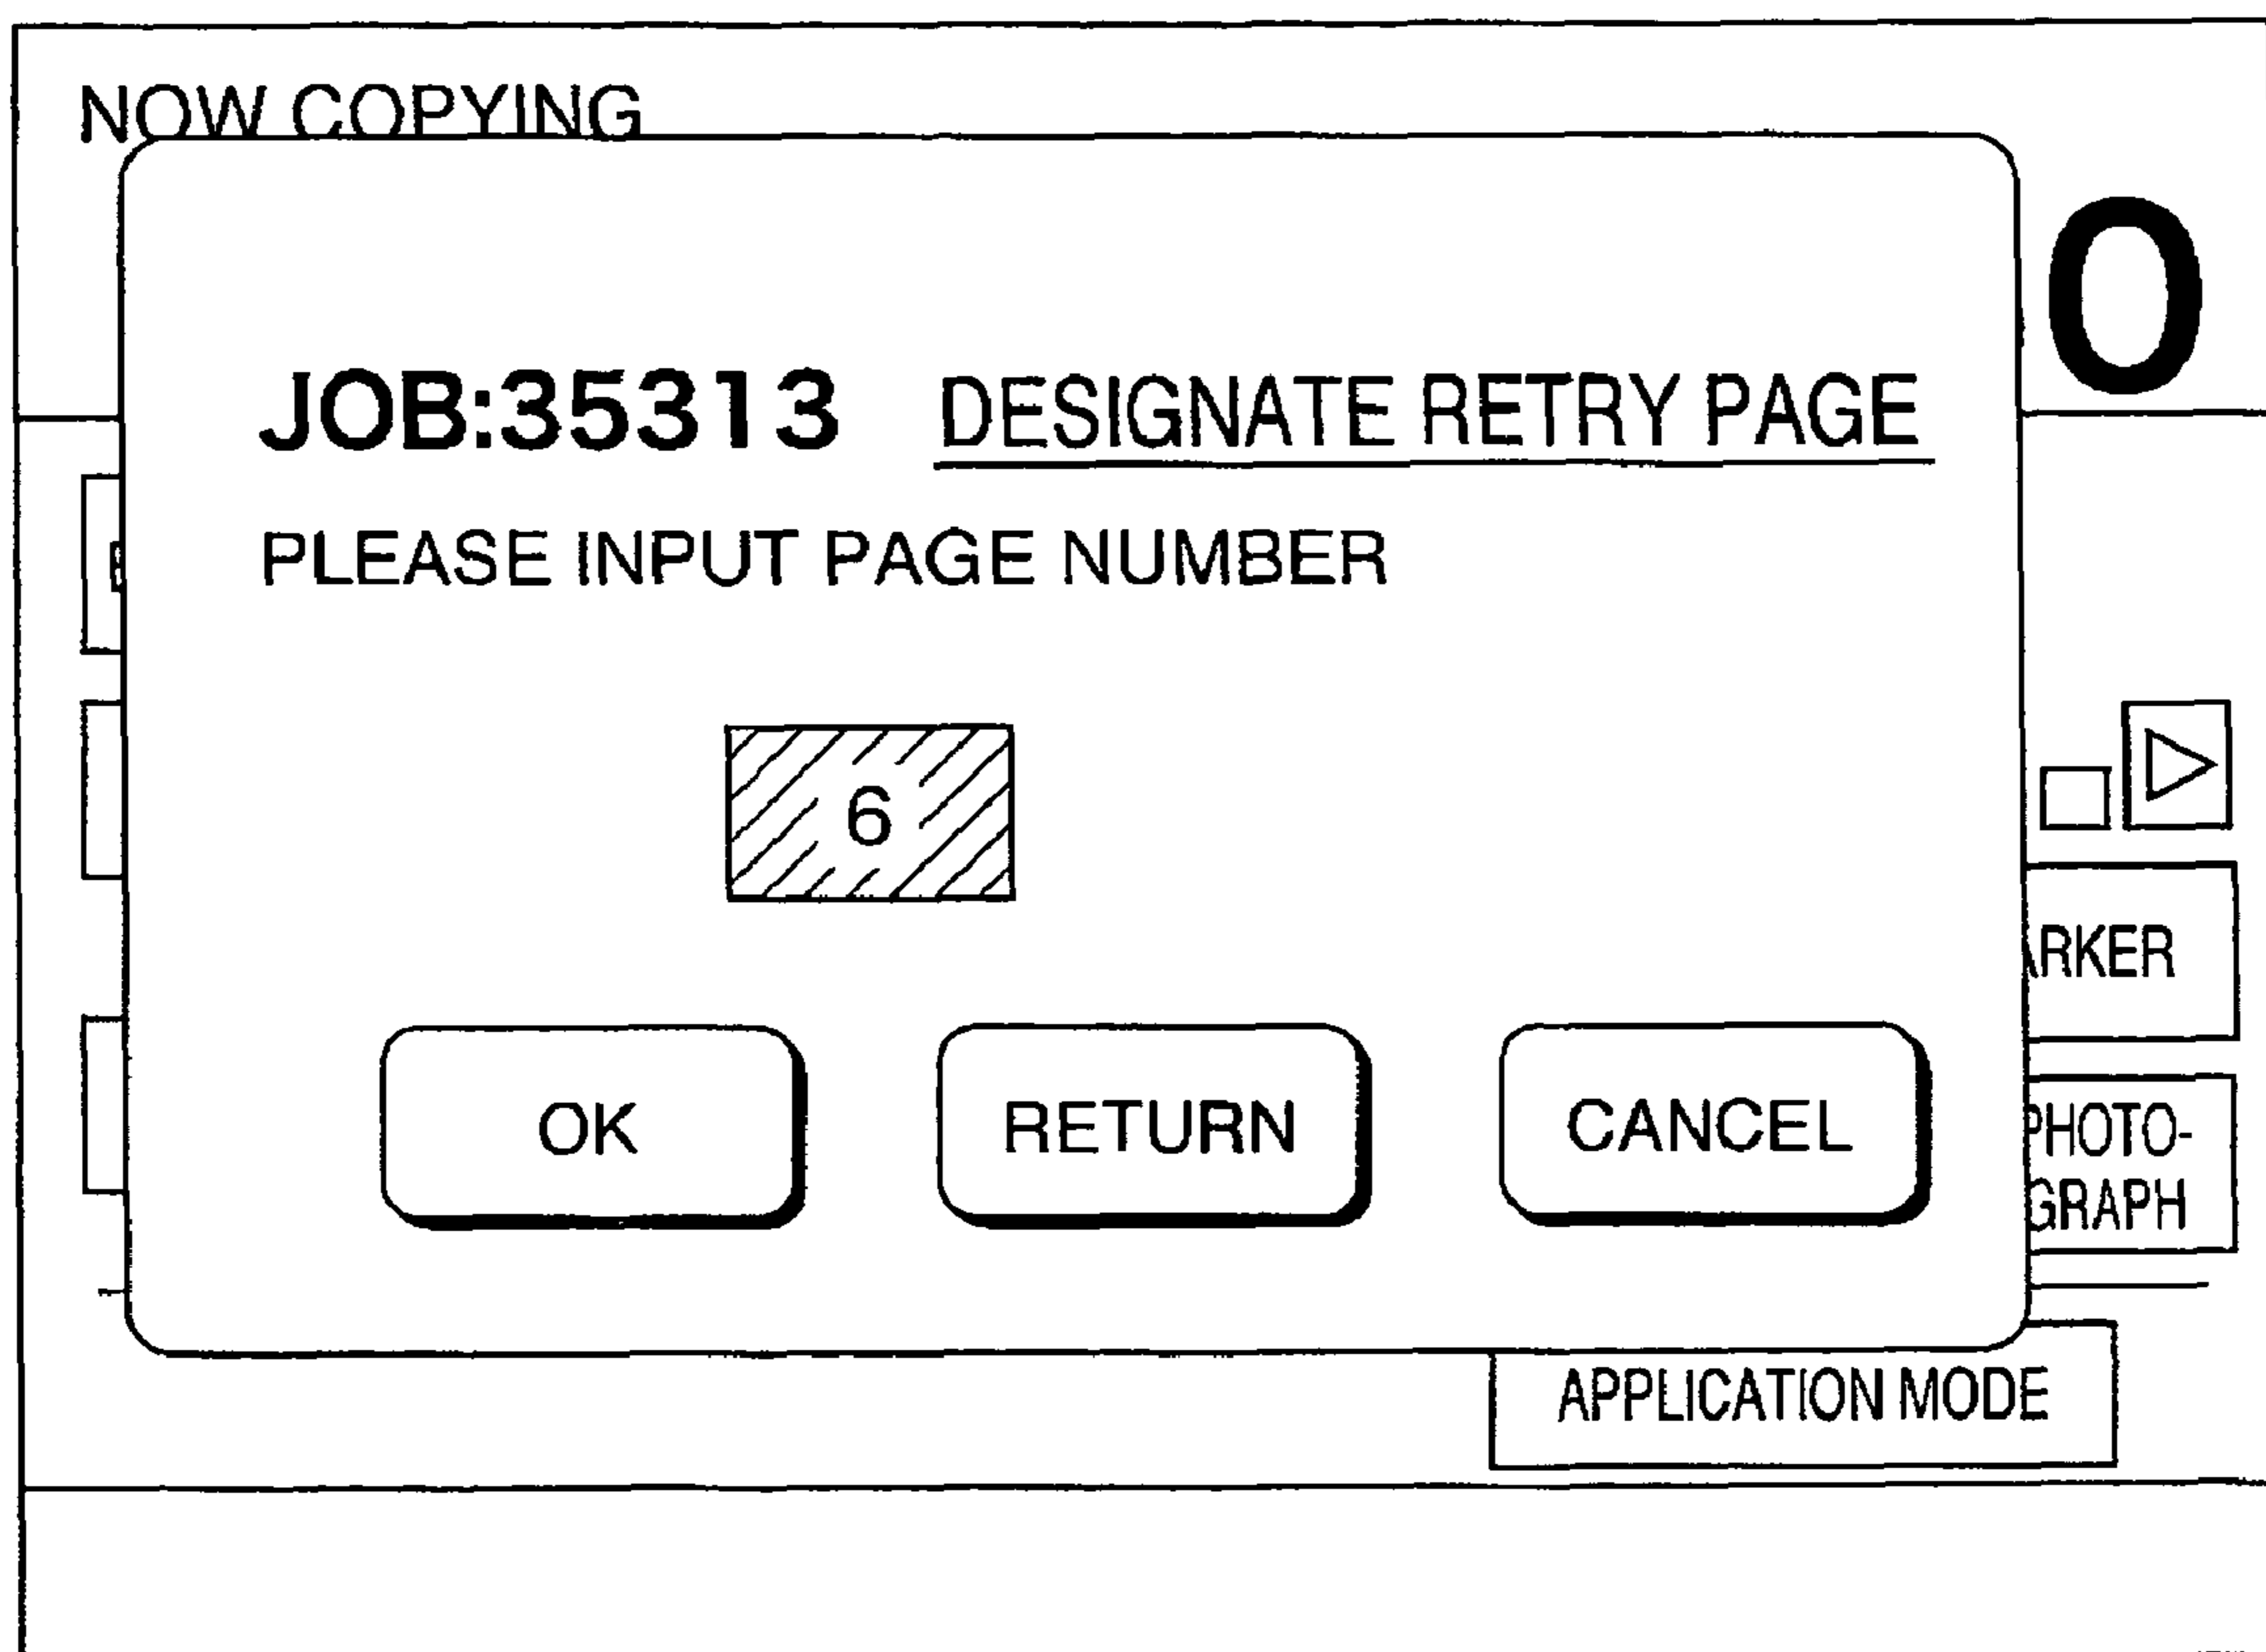 NOW COPYING
0
JOB:35313 DESIGNATE RETRY PAGE
PLEASE INPUT PAGE NUMBER
6
RKER
OK RETURN CANCEL
PHOTO-
GRAPH
APPLICATION MODE